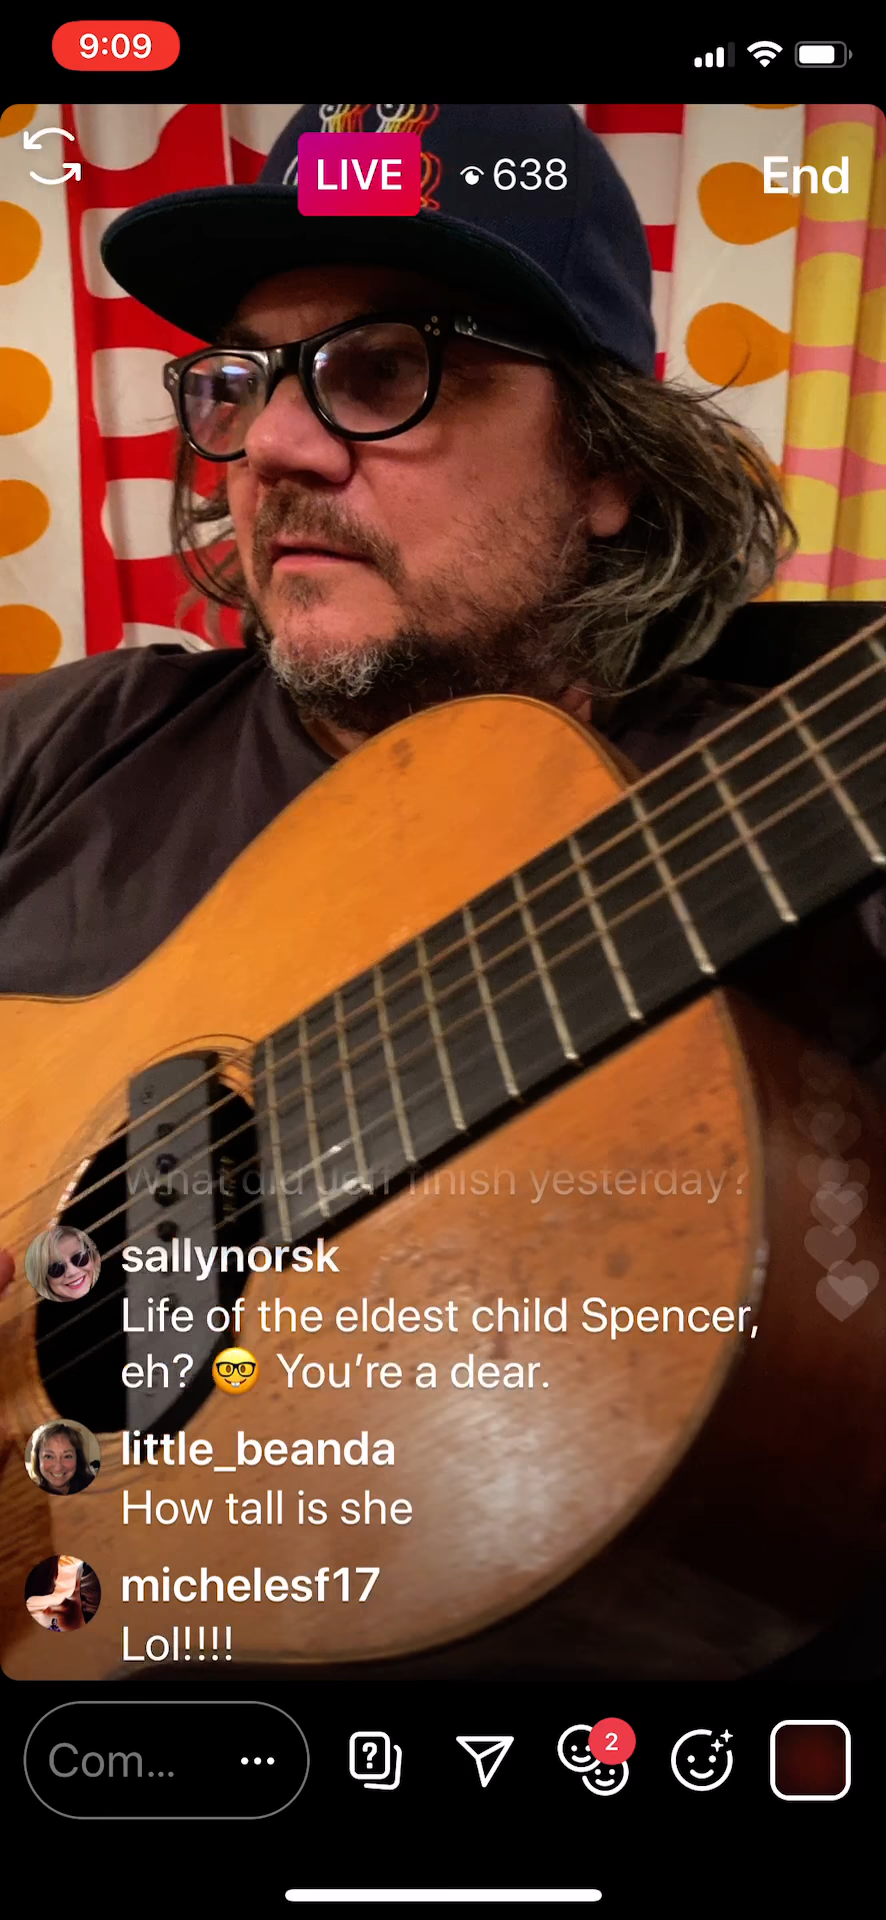 9:09
LIVE
638
End
What did Jeff finish yesterday?
sallynorsk
Life of the eldest child Spencer,
eh? 🤓 You’re a dear.
little_beanda
How tall is she
michelesf17
Lol!!!!
Com...
2